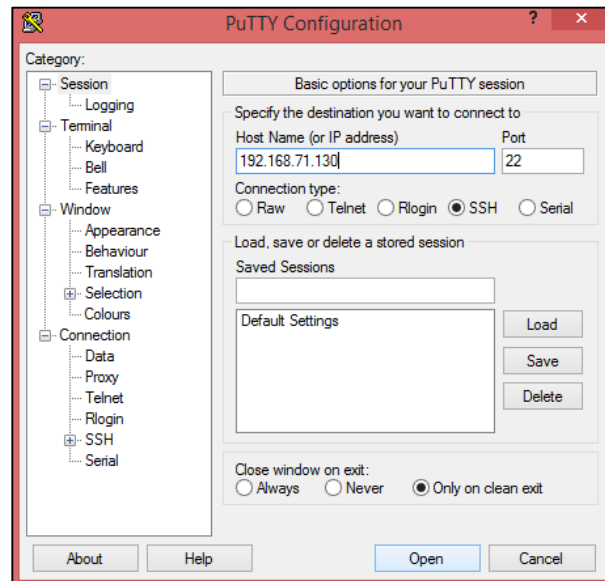 PuTTY Configuration
Category:
Session
Logging
Terminal
Keyboard
Bell
Features
Window
Appearance
Behaviour
Translation
Selection
Colours
Connection
Data
Proxy
Telnet
Rlogin
SSH
Serial
Basic options for your PuTTY session
Specify the destination you want to connect to
Host Name (or IP address) Port
192.168.71.130 22
Connection type:
Raw Telnet Rlogin SSH Serial
Load, save or delete a stored session
Saved Sessions
Default Settings
Load
Save
Delete
Close window on exit:
Always Never Only on clean exit
About Help Open Cancel